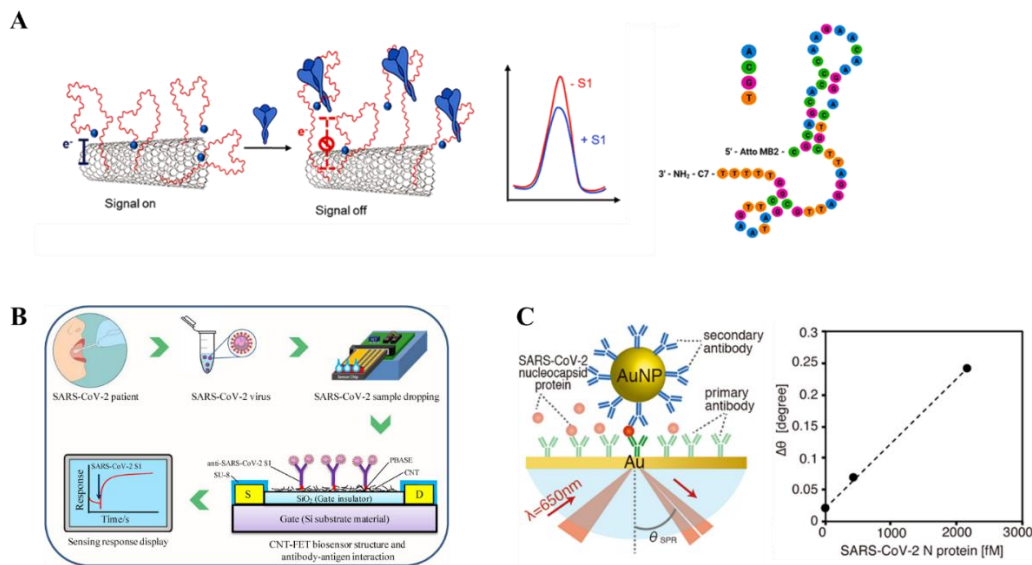 A
e⁻
Signal on
e⁻
Signal off
- S1
+ S1
A
C
G
T
5' - Atto MB2 -
3' - NH₂ - C7 - T T T T T
B
SARS-CoV-2 patient
SARS-CoV-2 virus
SARS-CoV-2 sample dropping
anti-SARS-CoV-2 S1
PBASE
SU-8
CNT
S
SiO₂ (Gate insulator)
D
Gate (Si substrate material)
CNT-FET biosensor structure and
antibody-antigen interaction
Response
SARS-CoV-2 S1
Time/s
Sensing response display
C
SARS-CoV-2
nucleocapsid
protein
AuNP
secondary
antibody
primary
antibody
Au
λ=650nm
θ SPR
Δθ [degree]
0.3
0.25
0.2
0.15
0.1
0.05
0
0
1000
2000
3000
SARS-CoV-2 N protein [fM]